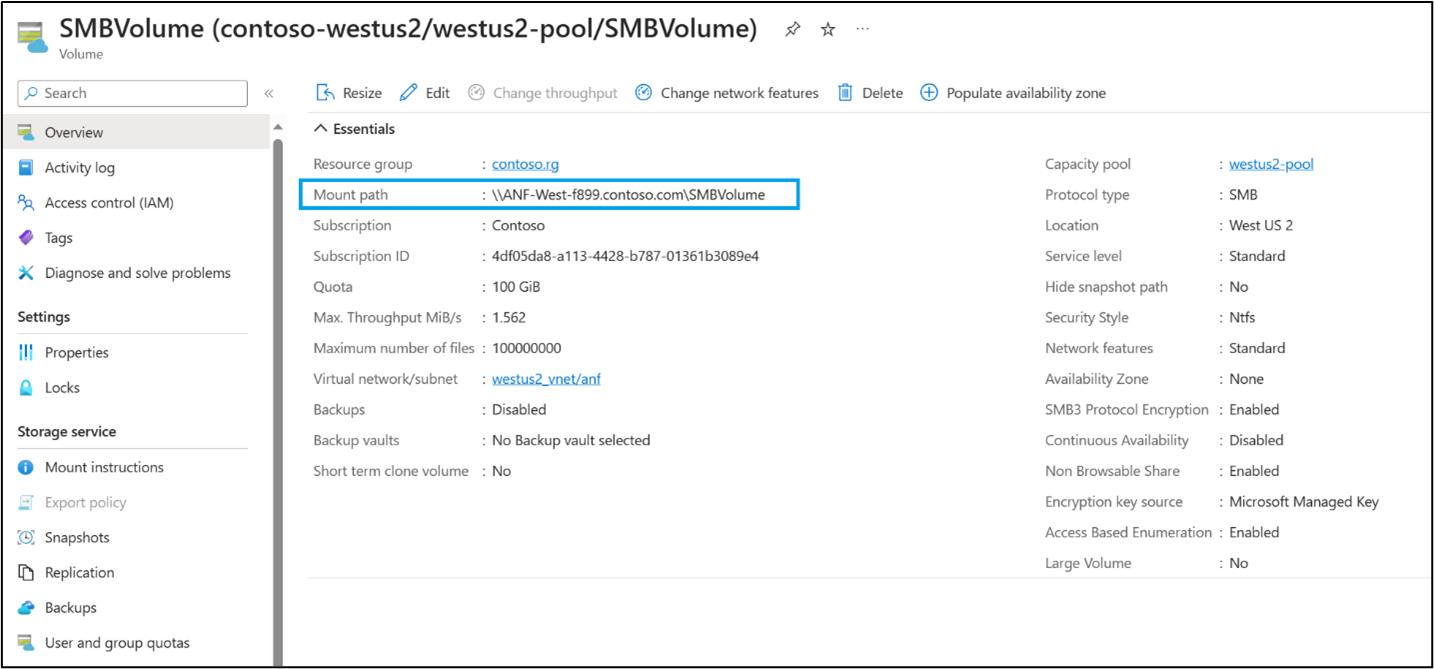 SMBVolume (contoso-westus2/westus2-pool/SMBVolume)
Volume
Search
Resize Edit Change throughput Change network features Delete Populate availability zone
Overview
Activity log
Access control (IAM)
Tags
Diagnose and solve problems
Settings
Properties
Locks
Storage service
Mount instructions
Export policy
Snapshots
Replication
Backups
User and group quotas
Essentials
Resource group : contoso.rg
Mount path : \\ANF-West-f899.contoso.com\SMBVolume
Subscription : Contoso
Subscription ID : 4df05da8-a113-4428-b787-01361b3089e4
Quota : 100 GiB
Max. Throughput MiB/s : 1.562
Maximum number of files : 100000000
Virtual network/subnet : westus2_vnet/anf
Backups : Disabled
Backup vaults : No Backup vault selected
Short term clone volume : No
Capacity pool : westus2-pool
Protocol type : SMB
Location : West US 2
Service level : Standard
Hide snapshot path : No
Security Style : Ntfs
Network features : Standard
Availability Zone : None
SMB3 Protocol Encryption : Enabled
Continuous Availability : Disabled
Non Browsable Share : Enabled
Encryption key source : Microsoft Managed Key
Access Based Enumeration : Enabled
Large Volume : No